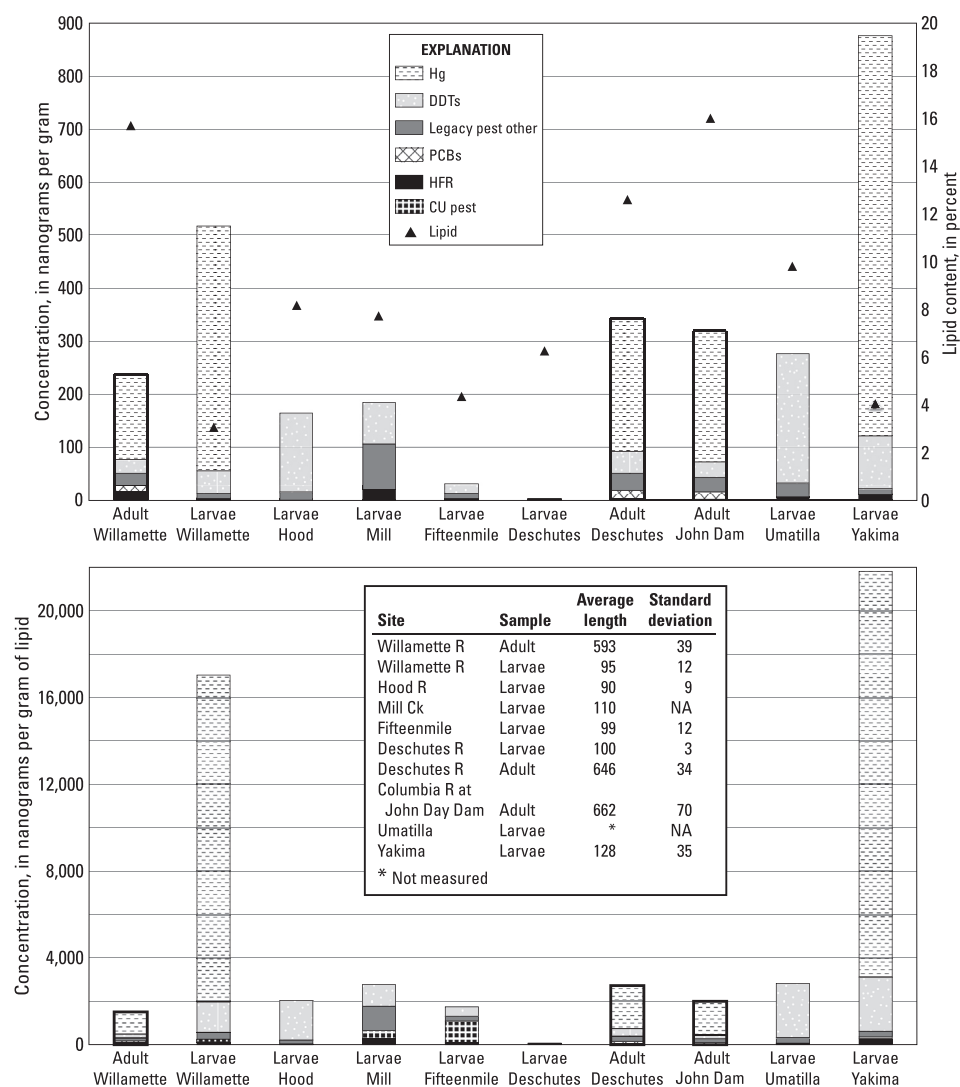 900
800
700
600
500
400
300
200
100
0
Concentration, in nanograms per gram
20
18
16
14
12
10
8
6
4
2
0
Lipid content, in percent
EXPLANATION
Hg
DDTs
Legacy pest other
PCBs
HFR
CU pest
Lipid
Adult Larvae Larvae Larvae Larvae Larvae Adult Adult Larvae Larvae
Willamette Willamette Hood Mill Fifteenmile Deschutes Deschutes John Dam Umatilla Yakima
20,000
16,000
12,000
8,000
4,000
0
Concentration, in nanograms per gram of lipid
Average Standard
Site Sample length deviation
Willamette R Adult 593 39
Willamette R Larvae 95 12
Hood R Larvae 90 9
Mill Ck Larvae 110 NA
Fifteenmile Larvae 99 12
Deschutes R Larvae 100 3
Deschutes R Adult 646 34
Columbia R at
John Day Dam Adult 662 70
Umatilla Larvae * NA
Yakima Larvae 128 35
* Not measured
Adult Larvae Larvae Larvae Larvae Larvae Adult Adult Larvae Larvae
Willamette Willamette Hood Mill Fifteenmile Deschutes Deschutes John Dam Umatilla Yakima